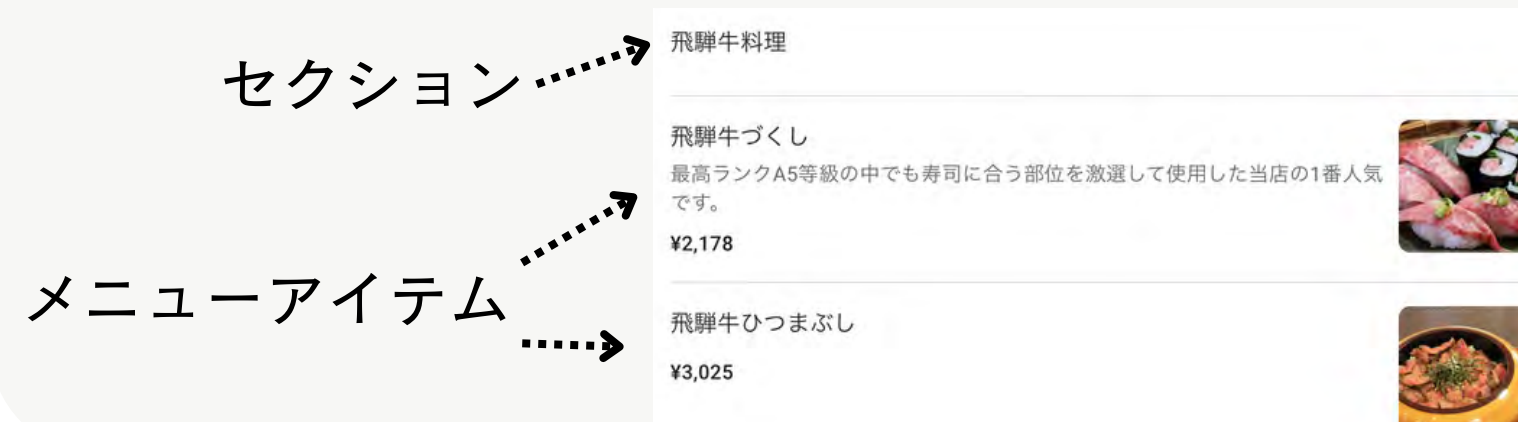 セクション
飛騨牛料理
メニューアイテム
飛騨牛づくし
最高ランクA5等級の中でも寿司に合う部位を激選して使用した当店の1番人気
です。
¥2,178
飛騨牛ひつまぶし
¥3,025